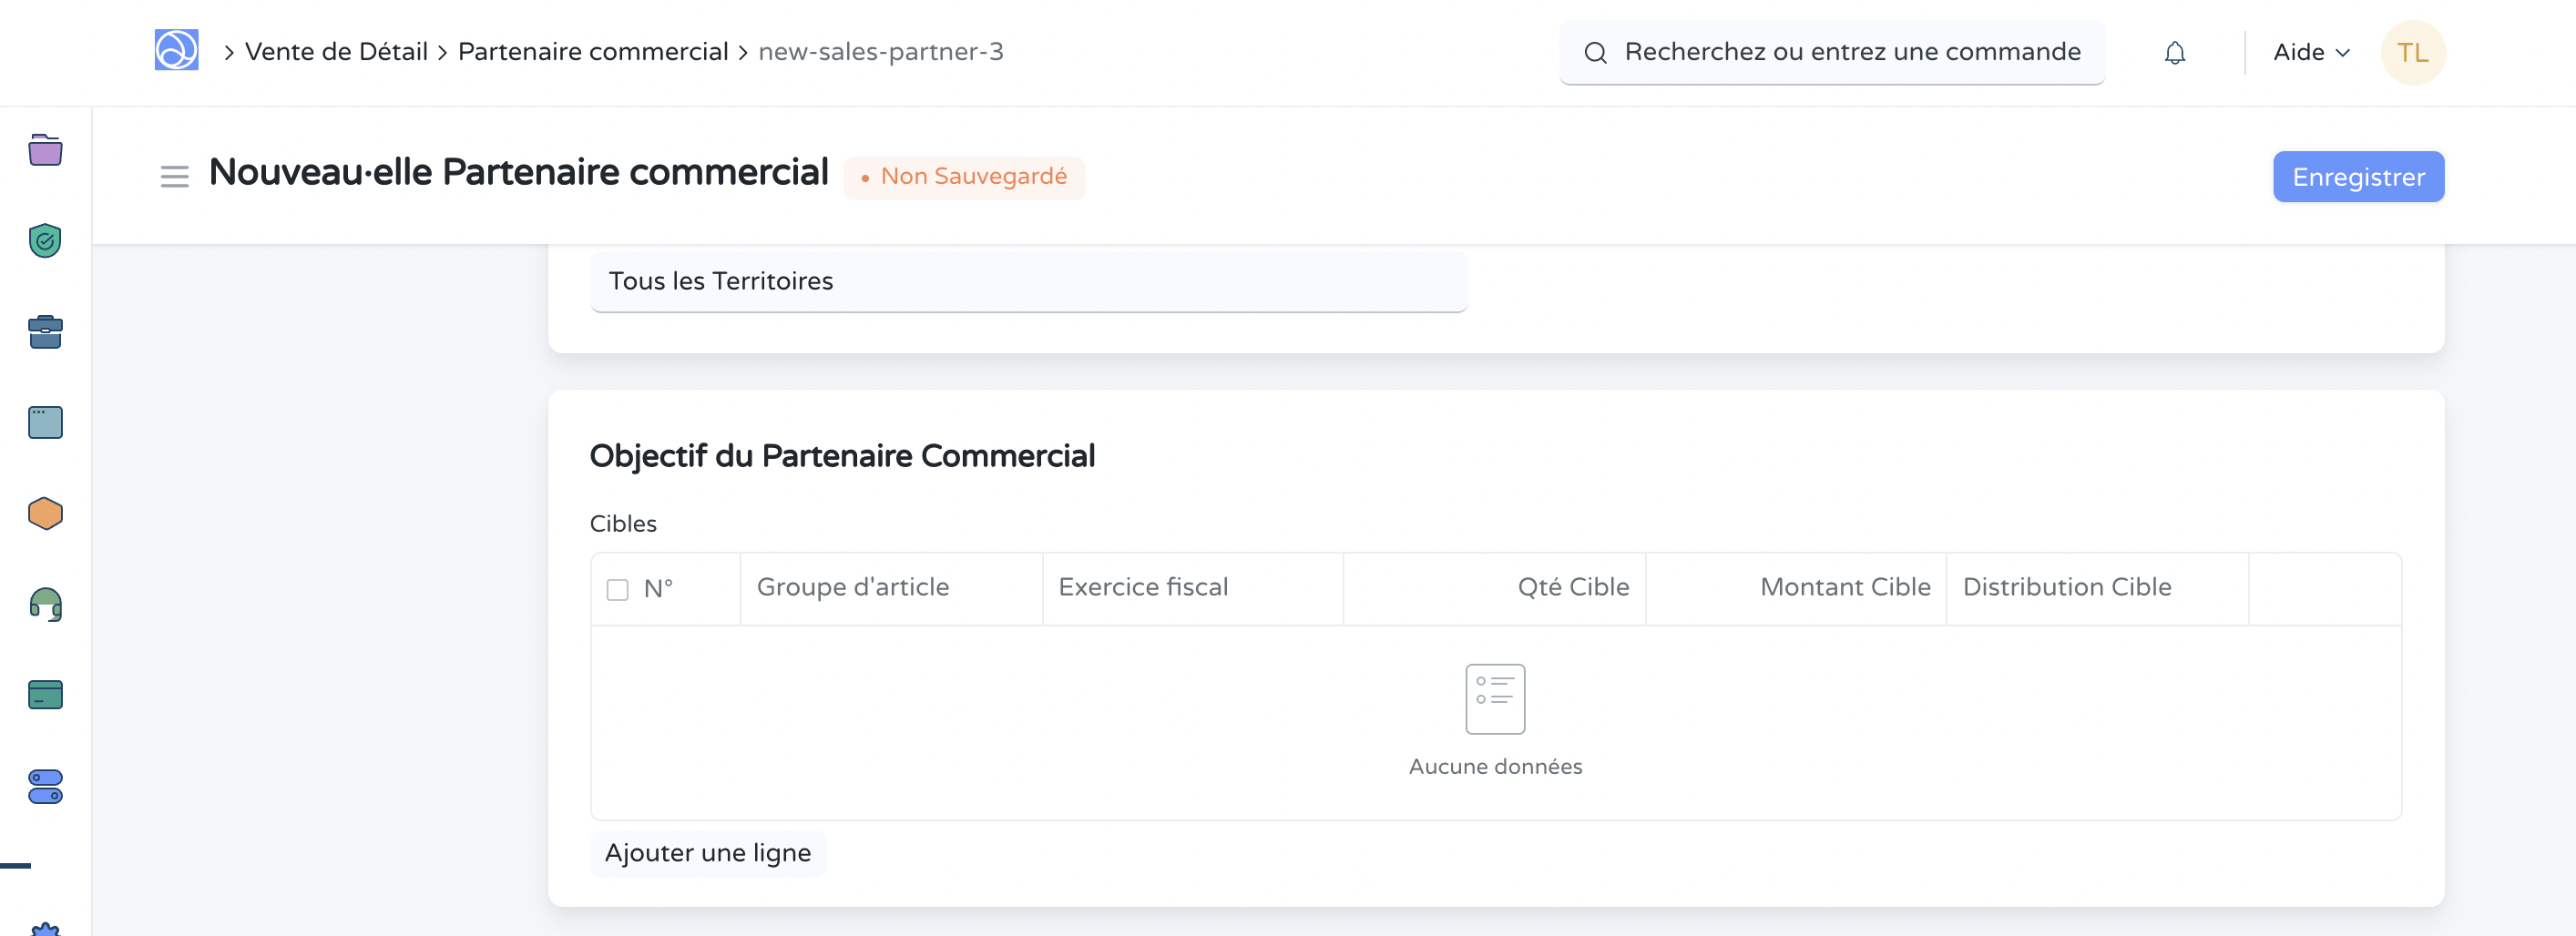 Vente de Détail Partenaire commercial new-sales-partner-3
Recherchez ou entrez une commande
Aide
TL
Nouveau·elle Partenaire commercial
Non Sauvegardé
Enregistrer
Tous les Territoires
Objectif du Partenaire Commercial
Cibles
N° Groupe d'article Exercice fiscal Qté Cible Montant Cible Distribution Cible
Aucune données
Ajouter une ligne